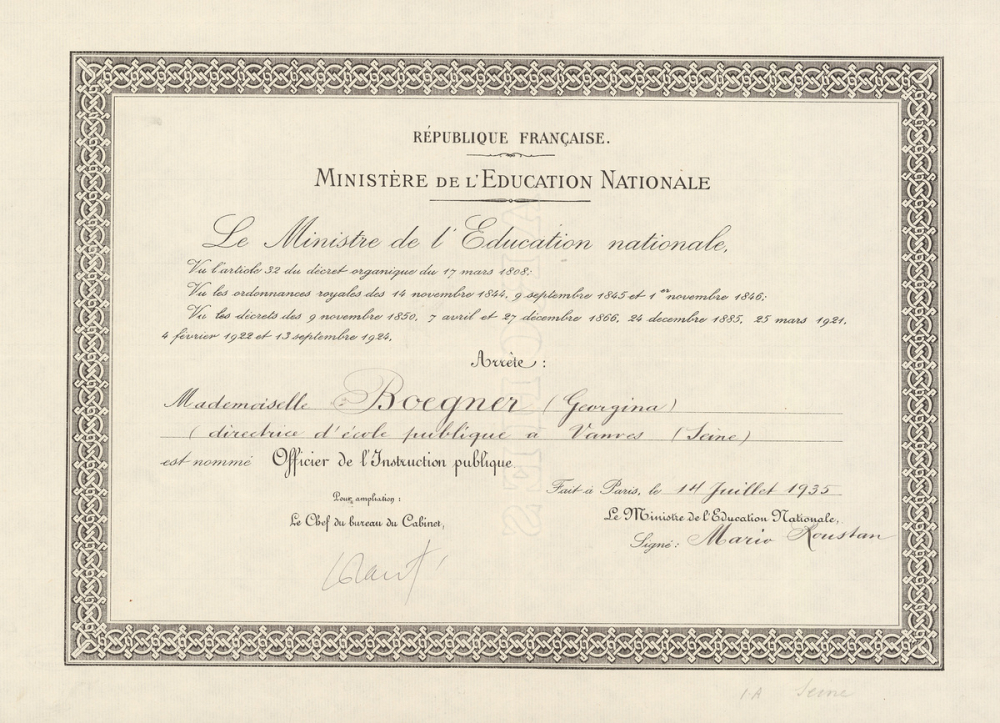 RÉPUBLIQUE FRANÇAISE.
MINISTÈRE DE L'EDUCATION NATIONALE
Le Ministre de l'Education nationale,
Vu l'article 32 du décret organique du 17 mars 1808;
Vu les ordonnances royales des 14 novembre 1844, 9 septembre 1845 et 1er novembre 1846;
Vu les décrets des 9 novembre 1850, 7 avril et 27 décembre 1866, 24 décembre 1885, 25 mars 1921,
4 février 1922 et 13 septembre 1924,
Arrête :
Mademoiselle Boegner (Georgina)
(directrice d'école publique à Vanves (Seine)
est nommé Officier de l'Instruction publique
Fait à Paris, le 14 Juillet 1935
Pour ampliation :
Le Chef du bureau du Cabinet,
Le Ministre de l'Education Nationale,
Signé : Mario Roustan
I.A Seine